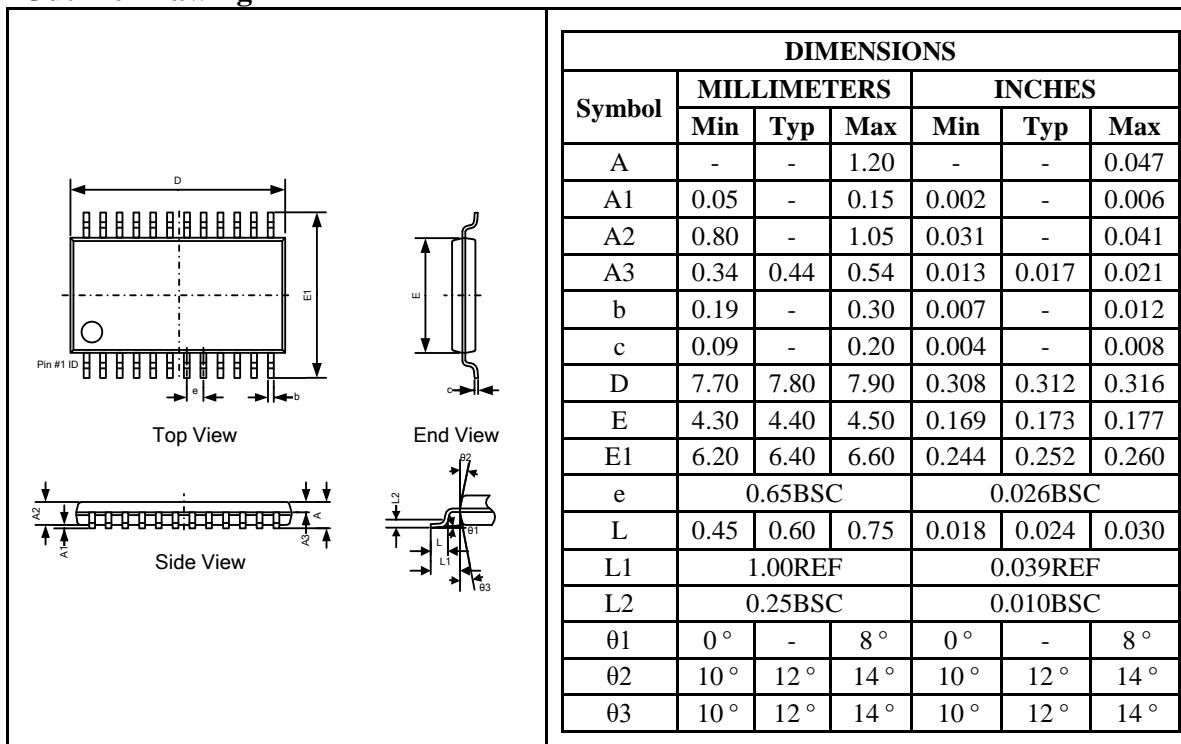 D
E1
E
Pin #1 ID
e
b
c
Top View
End View
θ2
A2
A1
A3
A
L2
L
L1
θ1
θ3
Side View
DIMENSIONS
Symbol MILLIMETERS INCHES
Min Typ Max Min Typ Max
A - - 1.20 - - 0.047
A1 0.05 - 0.15 0.002 - 0.006
A2 0.80 - 1.05 0.031 - 0.041
A3 0.34 0.44 0.54 0.013 0.017 0.021
b 0.19 - 0.30 0.007 - 0.012
c 0.09 - 0.20 0.004 - 0.008
D 7.70 7.80 7.90 0.308 0.312 0.316
E 4.30 4.40 4.50 0.169 0.173 0.177
E1 6.20 6.40 6.60 0.244 0.252 0.260
e 0.65BSC 0.026BSC
L 0.45 0.60 0.75 0.018 0.024 0.030
L1 1.00REF 0.039REF
L2 0.25BSC 0.010BSC
θ1 0 ° - 8 ° 0 ° - 8 °
θ2 10 ° 12 ° 14 ° 10 ° 12 ° 14 °
θ3 10 ° 12 ° 14 ° 10 ° 12 ° 14 °